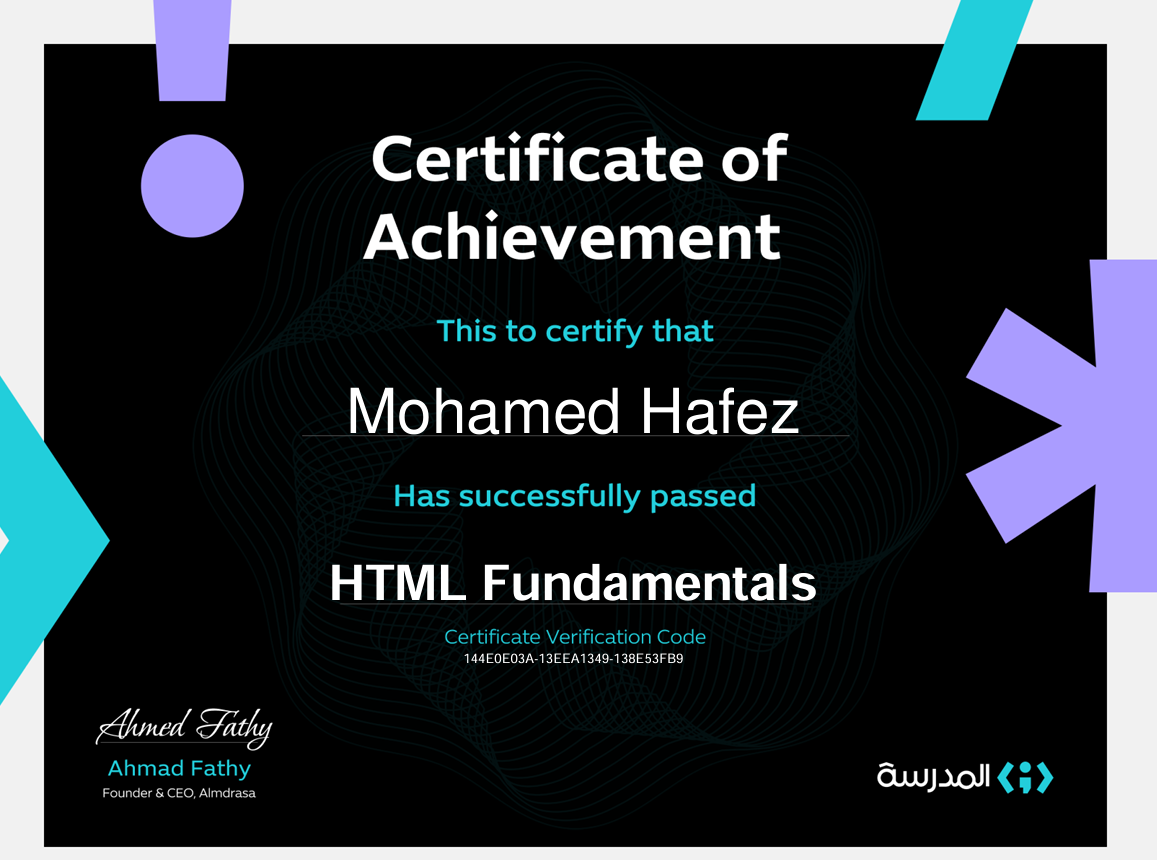 Certificate of
Achievement
This to certify that
Mohamed Hafez
Has successfully passed
HTML Fundamentals
Certificate Verification Code
144E0E03A-13EEA1349-138E53FB9
Ahmed Fathy
Ahmad Fathy
Founder & CEO, Almdrasa
المدرسة